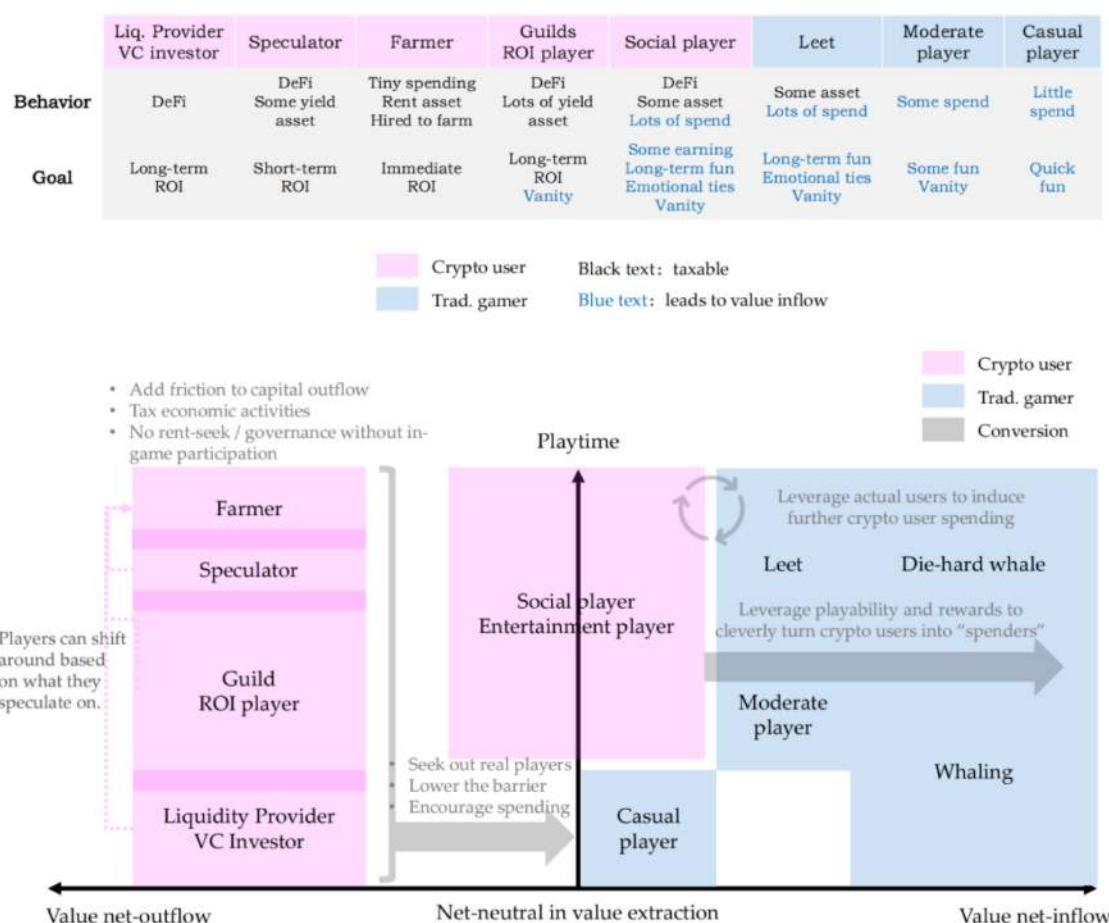 Liq. Provider
VC investor
Speculator
Farmer
Guilds
ROI player
Social player
Leet
Moderate
player
Casual
player
Behavior
DeFi
DeFi
Some yield
asset
Tiny spending
Rent asset
Hired to farm
DeFi
Lots of yield
asset
DeFi
Some asset
Lots of spend
Some asset
Lots of spend
Some spend
Little
spend
Goal
Long-term
ROI
Short-term
ROI
Immediate
ROI
Long-term
ROI
Vanity
Some earning
Long-term fun
Emotional ties
Vanity
Long-term fun
Emotional ties
Vanity
Some fun
Vanity
Quick
fun
Crypto user
Black text: taxable
Trad. gamer
Blue text: leads to value inflow
Crypto user
Trad. gamer
Conversion
• Add friction to capital outflow
• Tax economic activities
• No rent-seek / governance without in-
game participation
Playtime
Farmer
Speculator
Guild
ROI player
Liquidity Provider
VC Investor
Players can shift
around based
on what they
speculate on.
• Seek out real players
• Lower the barrier
• Encourage spending
Social player
Entertainment player
Leverage actual users to induce
further crypto user spending
Leet
Die-hard whale
Leverage playability and rewards to
cleverly turn crypto users into “spenders”
Moderate
player
Whaling
Casual
player
Value net-outflow
Net-neutral in value extraction
Value net-inflow